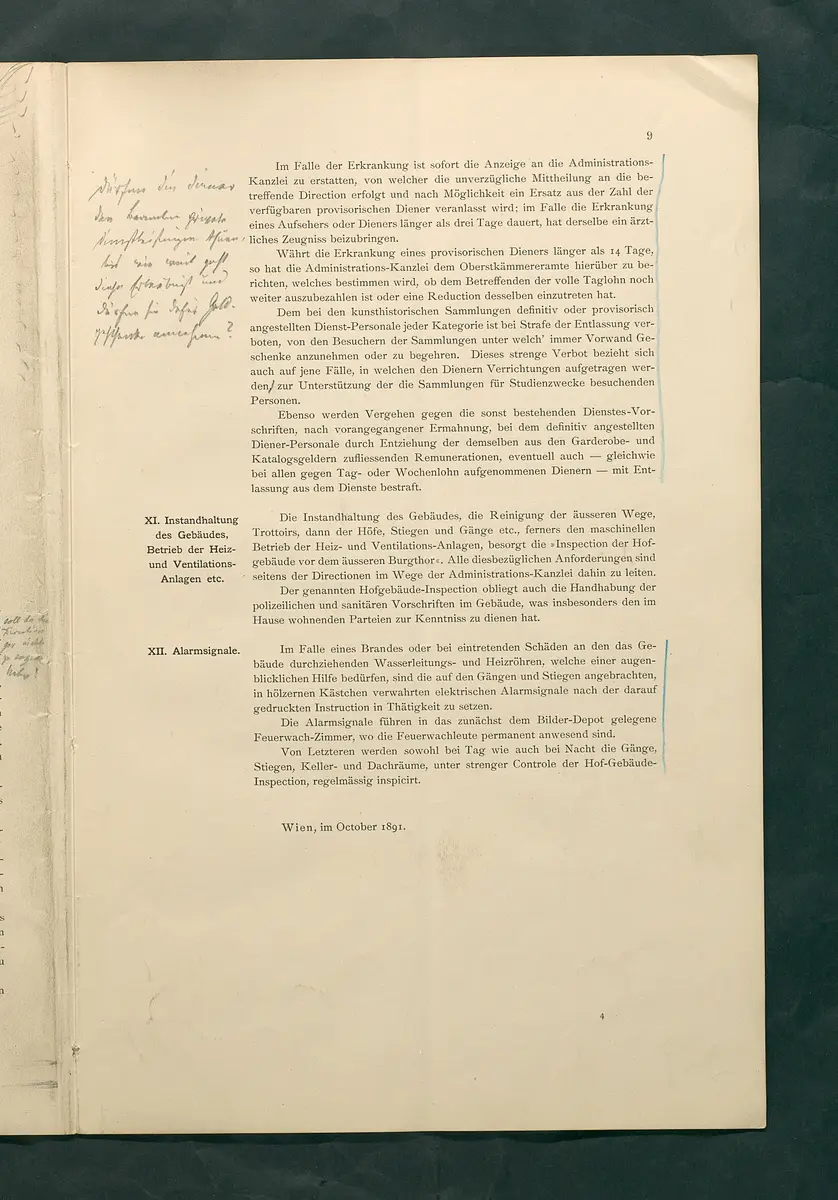 9
Im Falle der Erkrankung ist sofort die Anzeige an die Administrations-
Kanzlei zu erstatten, von welcher die unverzügliche Mittheilung an die be-
treffende Direction erfolgt und nach Möglichkeit ein Ersatz aus der Zahl der
verfügbaren provisorischen Diener veranlasst wird; im Falle die Erkrankung
eines Aufsehers oder Dieners länger als drei Tage dauert, hat derselbe ein ärzt-
liches Zeugniss beizubringen.
Währt die Erkrankung eines provisorischen Dieners länger als 14 Tage,
so hat die Administrations-Kanzlei dem Oberstkämmereramte hierüber zu be-
richten, welches bestimmen wird, ob dem Betreffenden der volle Taglohn noch
weiter auszubezahlen ist oder eine Reduction desselben einzutreten hat.
Dem bei den kunsthistorischen Sammlungen definitiv oder provisorisch
angestellten Dienst-Personale jeder Kategorie ist bei Strafe der Entlassung ver-
boten, von den Besuchern der Sammlungen unter welch' immer Vorwand Ge-
schenke anzunehmen oder zu begehren. Dieses strenge Verbot bezieht sich
auch auf jene Fälle, in welchen den Dienern Verrichtungen aufgetragen wer-
den/ zur Unterstützung der die Sammlungen für Studienzwecke besuchenden
Personen.
Ebenso werden Vergehen gegen die sonst bestehenden Dienstes-Vor-
schriften, nach vorangegangener Ermahnung, bei dem definitiv angestellten
Diener-Personale durch Entziehung der demselben aus den Garderobe- und
Katalogsgeldern zufliessenden Remunerationen, eventuell auch — gleichwie
bei allen gegen Tag- oder Wochenlohn aufgenommenen Dienern — mit Ent-
lassung aus dem Dienste bestraft.
dürfen die Diener
den Beamten private
Dienstleistungen
wie weit geht
diese Erlaubniß und
dürfen sie dafür Geld-
geschenke annehmen?
XI. Instandhaltung
des Gebäudes,
Betrieb der Heiz-
und Ventilations-
Anlagen etc.
Die Instandhaltung des Gebäudes, die Reinigung der äusseren Wege,
Trottoirs, dann der Höfe, Stiegen und Gänge etc., ferners den maschinellen
Betrieb der Heiz- und Ventilations-Anlagen, besorgt die »Inspection der Hof-
gebäude vor dem äusseren Burgthor«. Alle diesbezüglichen Anforderungen sind
seitens der Directionen im Wege der Administrations-Kanzlei dahin zu leiten.
Der genannten Hofgebäude-Inspection obliegt auch die Handhabung der
polizeilichen und sanitären Vorschriften im Gebäude, was insbesonders den im
Hause wohnenden Parteien zur Kenntniss zu dienen hat.
XII. Alarmsignale.
Im Falle eines Brandes oder bei eintretenden Schäden an den das Ge-
bäude durchziehenden Wasserleitungs- und Heizröhren, welche einer augen-
blicklichen Hilfe bedürfen, sind die auf den Gängen und Stiegen angebrachten,
in hölzernen Kästchen verwahrten elektrischen Alarmsignale nach der darauf
gedruckten Instruction in Thätigkeit zu setzen.
Die Alarmsignale führen in das zunächst dem Bilder-Depot gelegene
Feuerwach-Zimmer, wo die Feuerwachleute permanent anwesend sind.
Von Letzteren werden sowohl bei Tag wie auch bei Nacht die Gänge,
Stiegen, Keller- und Dachräume, unter strenger Controle der Hof-Gebäude-
Inspection, regelmässig inspicirt.
Wien, im October 1891.
4